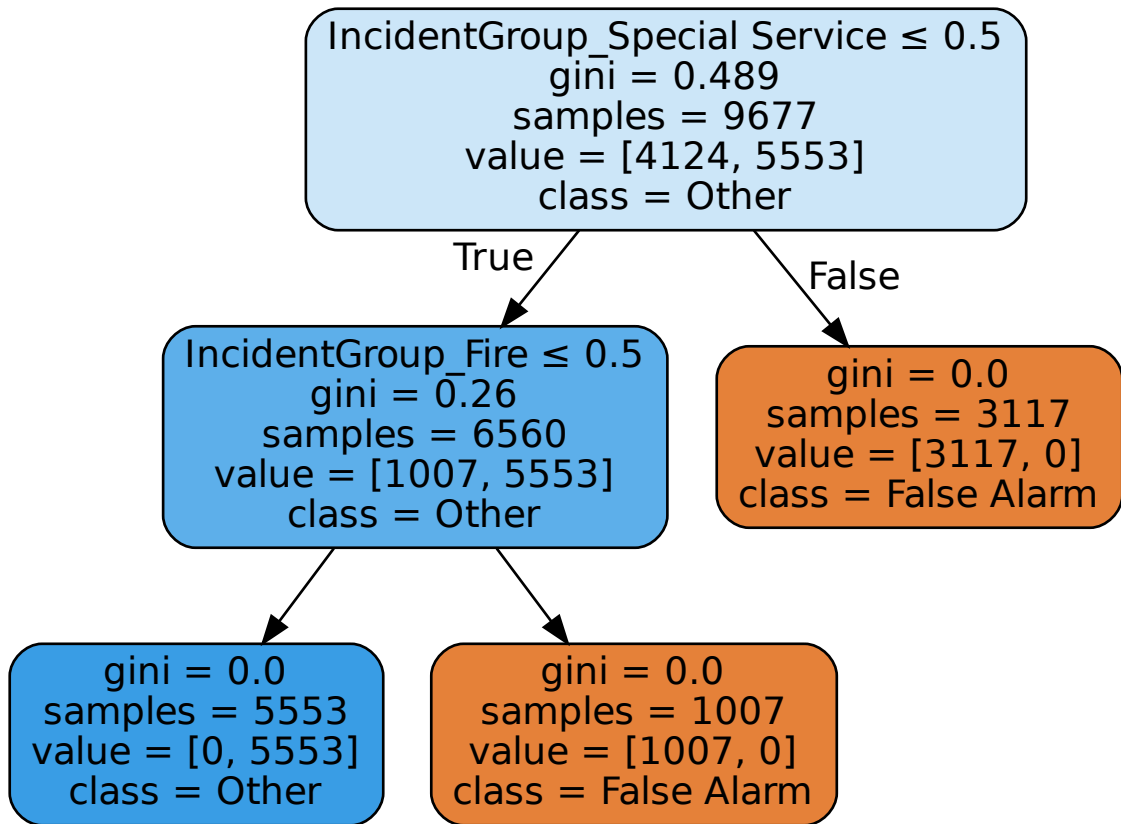 IncidentGroup_Special Service ≤ 0.5
gini = 0.489
samples = 9677
value = [4124, 5553]
class = Other
True
False
IncidentGroup_Fire ≤ 0.5
gini = 0.26
samples = 6560
value = [1007, 5553]
class = Other
gini = 0.0
samples = 3117
value = [3117, 0]
class = False Alarm
gini = 0.0
samples = 5553
value = [0, 5553]
class = Other
gini = 0.0
samples = 1007
value = [1007, 0]
class = False Alarm